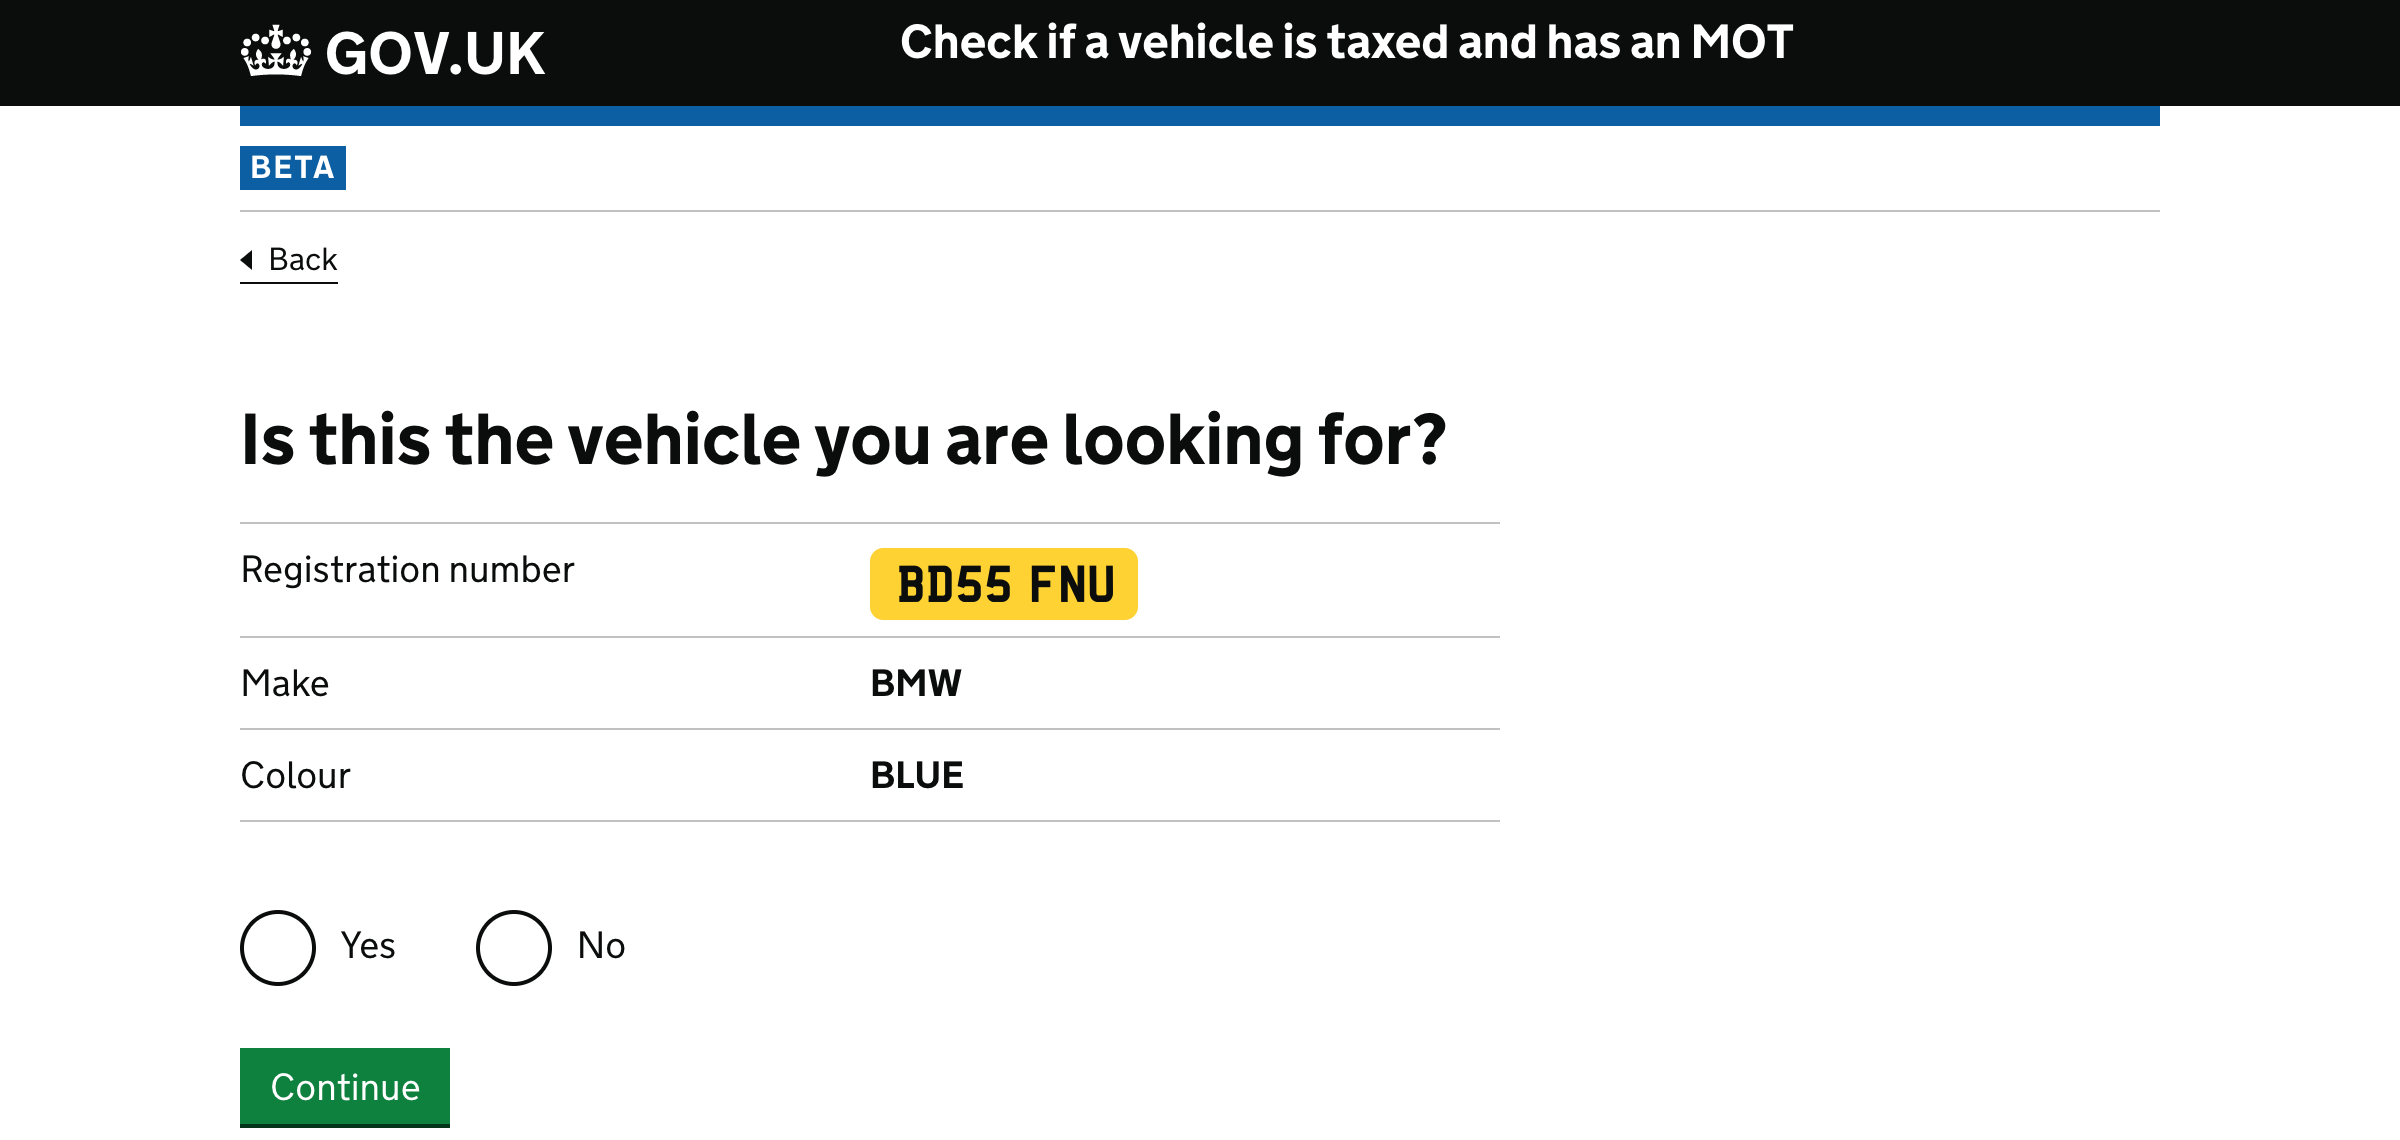 GOV.UK
Check if a vehicle is taxed and has an MOT
BETA
Back
Is this the vehicle you are looking for?
Registration number BD55 FNU
Make BMW
Colour BLUE
Yes No
Continue